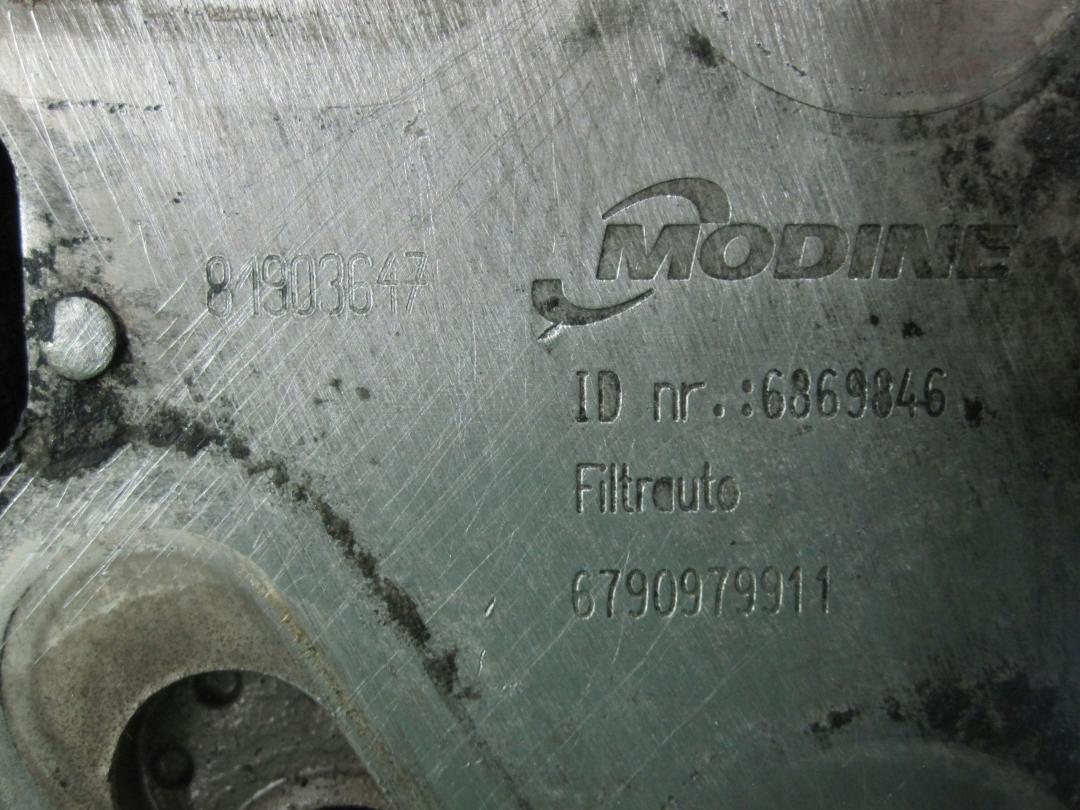 MODINE
81903647
ID nr.:6869846
Filtrauto
6790979911